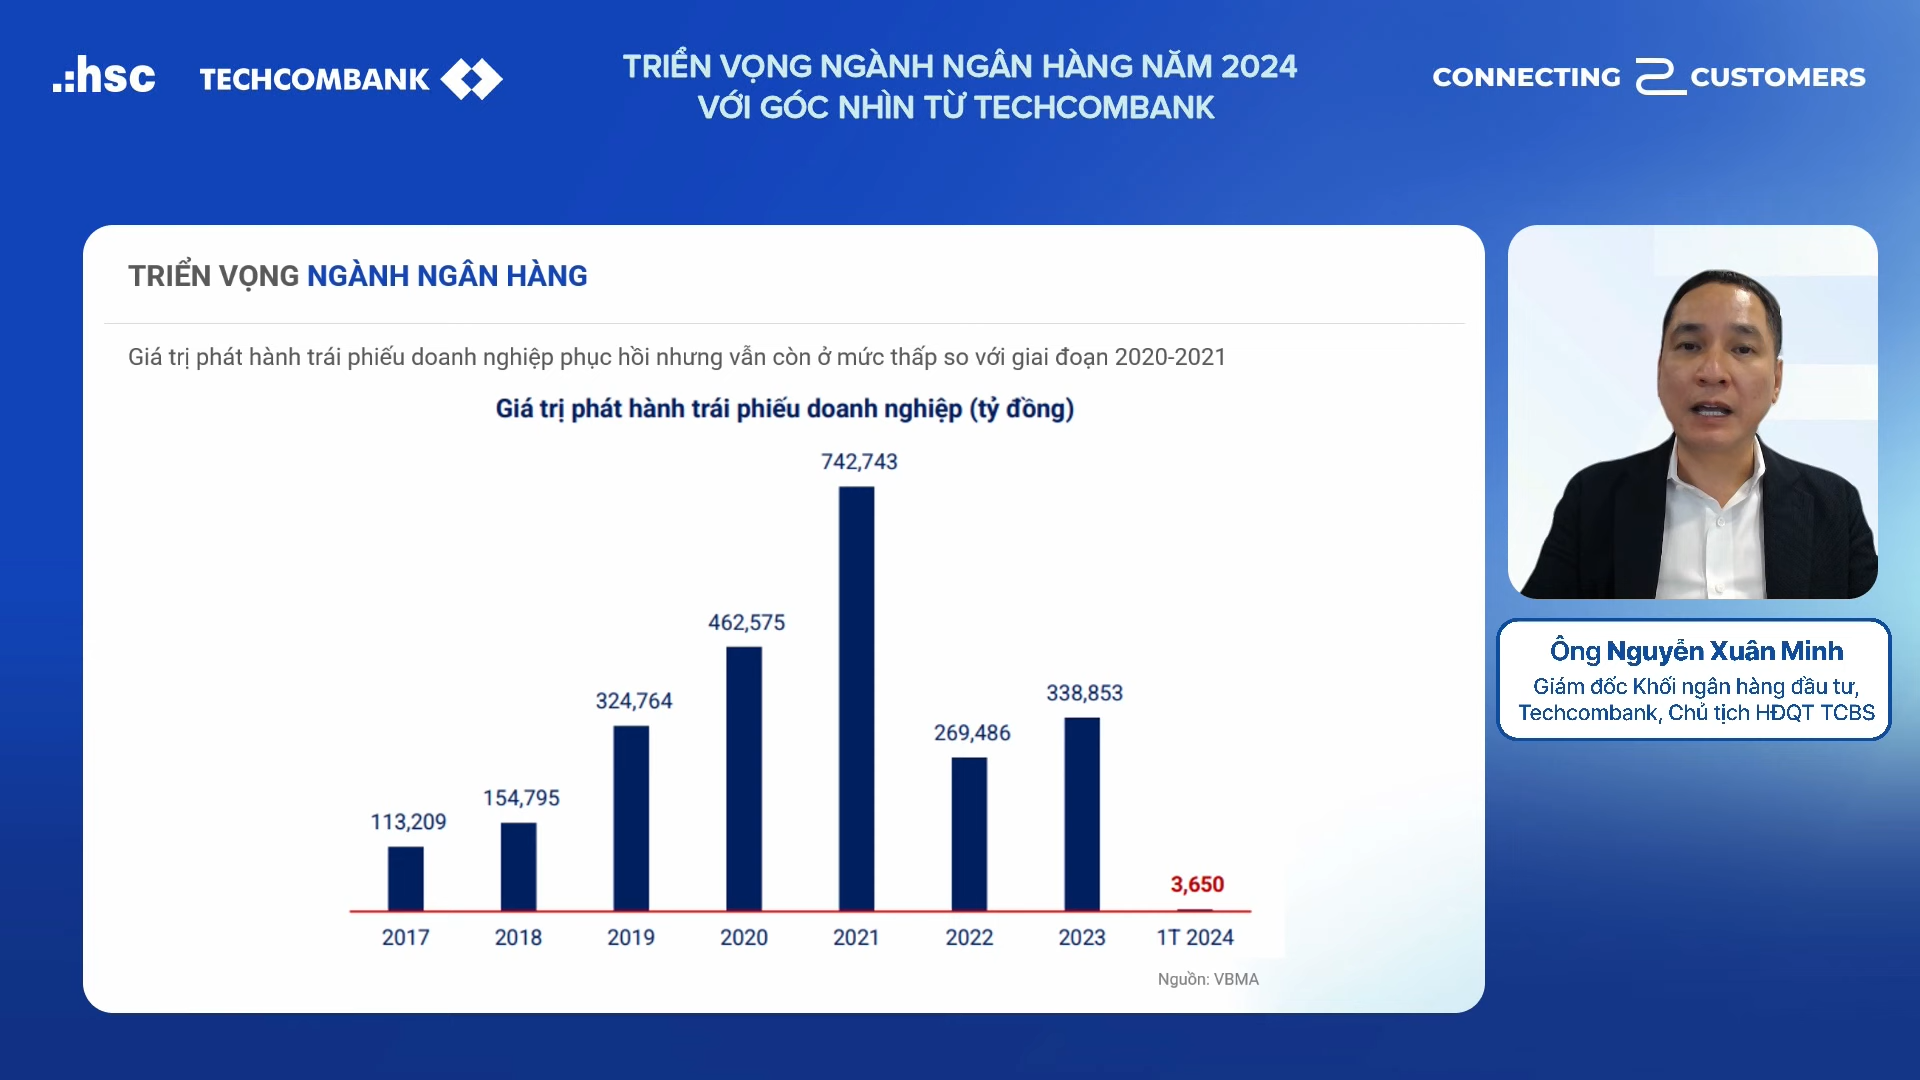 .:hsc
TECHCOMBANK
TRIỂN VỌNG NGÀNH NGÂN HÀNG NĂM 2024
VỚI GÓC NHÌN TỪ TECHCOMBANK
CONNECTING 2 CUSTOMERS
TRIỂN VỌNG NGÀNH NGÂN HÀNG
Giá trị phát hành trái phiếu doanh nghiệp phục hồi nhưng vẫn còn ở mức thấp so với giai đoạn 2020-2021
Giá trị phát hành trái phiếu doanh nghiệp (tỷ đồng)
113,209
154,795
324,764
462,575
742,743
269,486
338,853
3,650
2017 2018 2019 2020 2021 2022 2023 1T 2024
Nguồn: VBMA
Ông Nguyễn Xuân Minh
Giám đốc Khối ngân hàng đầu tư,
Techcombank, Chủ tịch HĐQT TCBS